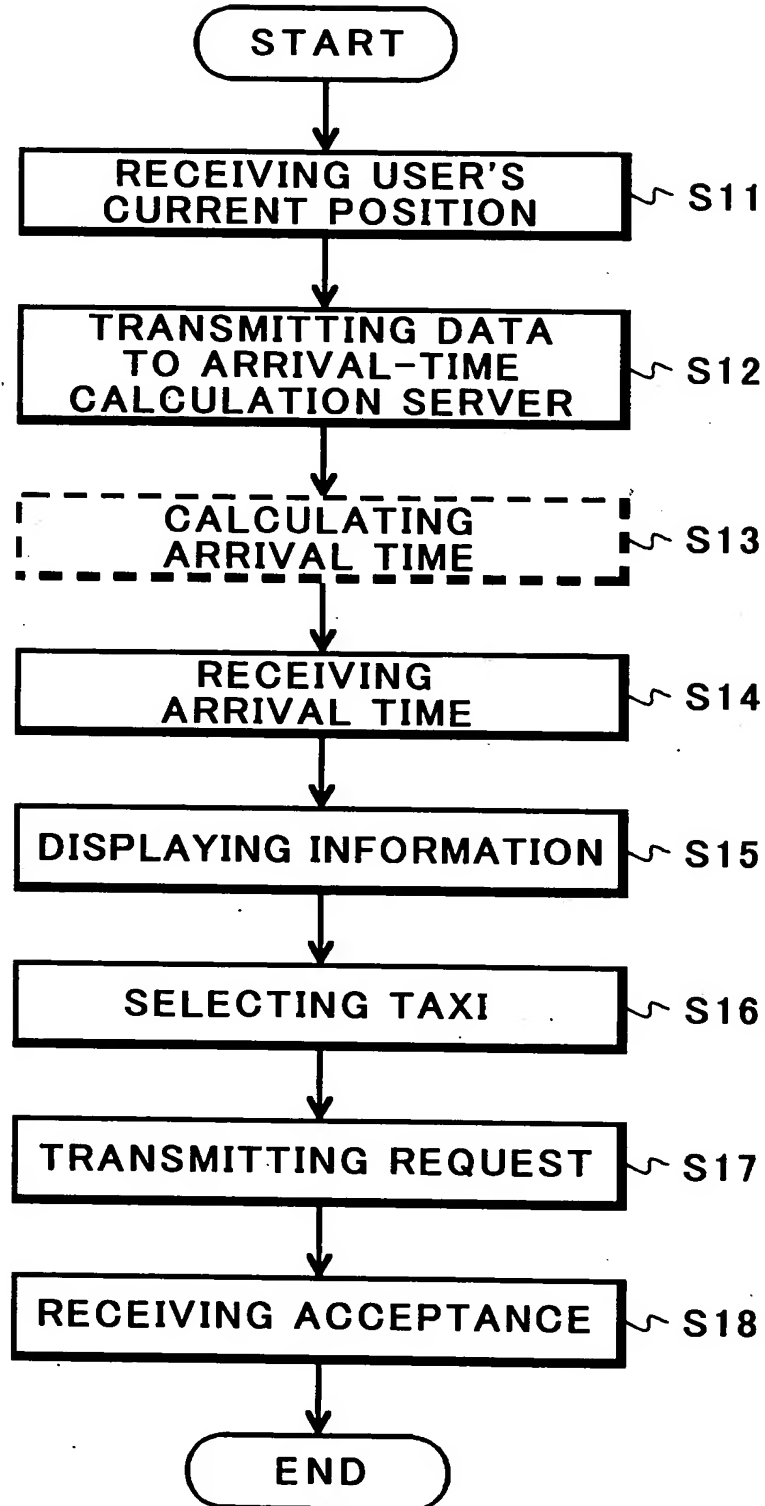 START
RECEIVING USER'S
CURRENT POSITION
S11
TRANSMITTING DATA
TO ARRIVAL-TIME
CALCULATION SERVER
S12
CALCULATING
ARRIVAL TIME
S13
RECEIVING
ARRIVAL TIME
S14
DISPLAYING INFORMATION
S15
SELECTING TAXI
S16
TRANSMITTING REQUEST
S17
RECEIVING ACCEPTANCE
S18
END